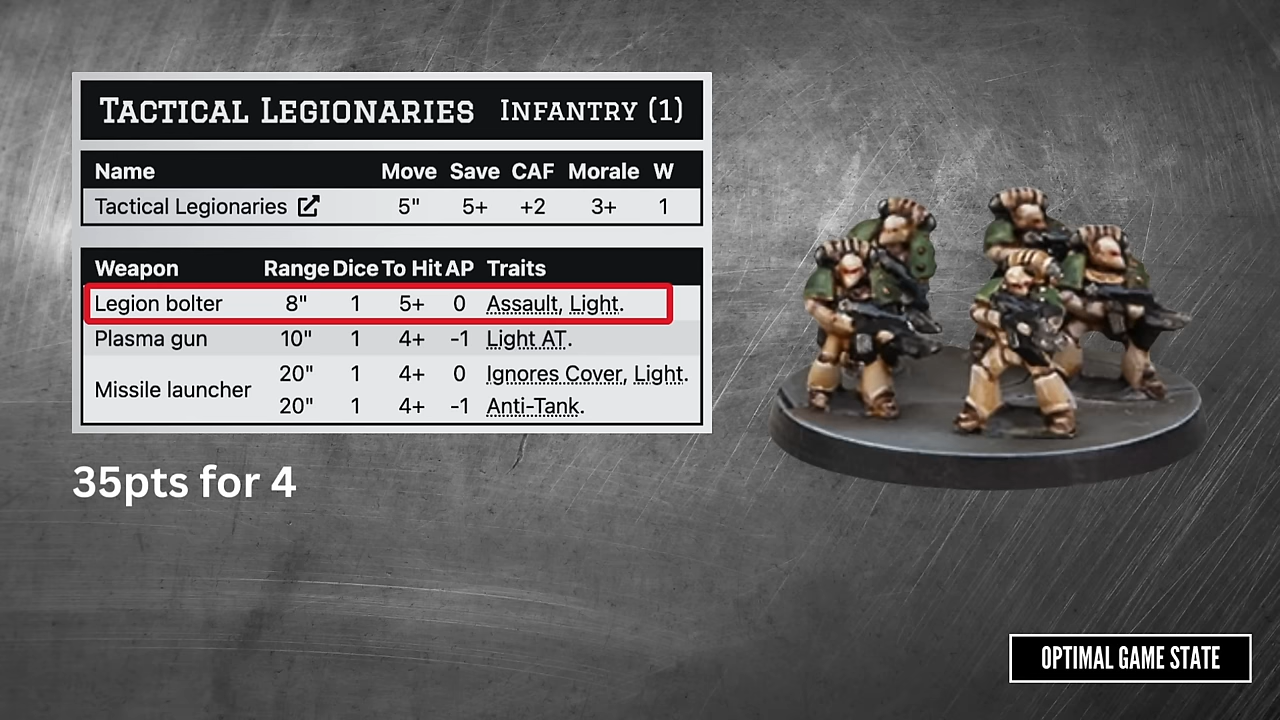 Tactical Legionaries Infantry (1)
Name Move Save CAF Morale W
Tactical Legionaries 5" 5+ +2 3+ 1
Weapon Range Dice To Hit AP Traits
Legion bolter 8" 1 5+ 0 Assault, Light.
Plasma gun 10" 1 4+ -1 Light AT.
Missile launcher 20" 1 4+ 0 Ignores Cover, Light.
20" 1 4+ -1 Anti-Tank.
35pts for 4
OPTIMAL GAME STATE